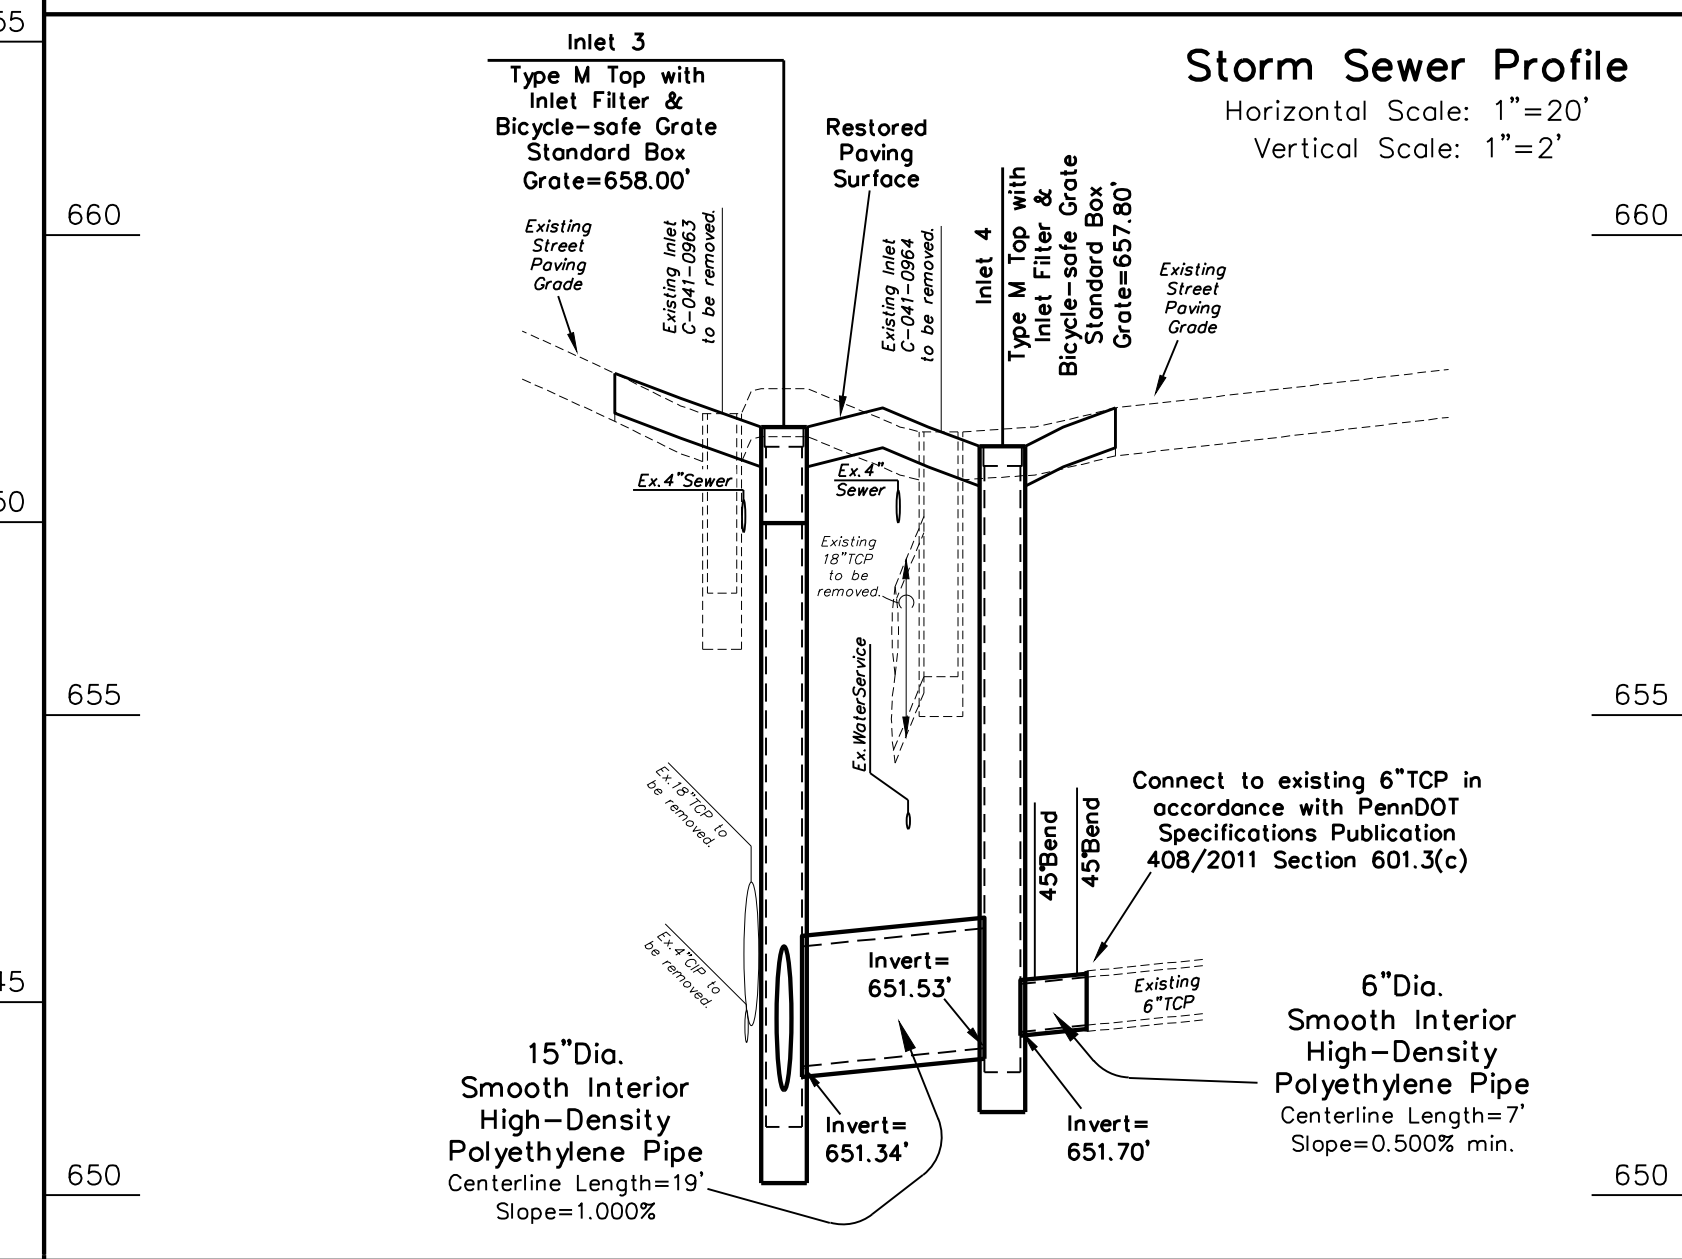 55
Inlet 3
Type M Top with
Inlet Filter &
Bicycle-safe Grate
Standard Box
Grate=658.00'
Storm Sewer Profile
Horizontal Scale: 1"=20'
Vertical Scale: 1"=2'
Restored
Paving
Surface
660
660
Existing
Street
Paving
Grade
Existing Inlet
C-041-0963
to be removed.
Existing Inlet
C-041-0964
to be removed.
Inlet 4
Type M Top with
Inlet Filter &
Bicycle-safe Grate
Standard Box
Grate=657.80'
Existing
Street
Paving
Grade
Ex.4"Sewer
Ex.4"
Sewer
50
Existing
18"TCP
to be
removed.
Ex.WaterService
655
655
Ex.18"TCP to
be removed.
Ex.4"CIP to
be removed.
45°Bend
45°Bend
Connect to existing 6"TCP in
accordance with PennDOT
Specifications Publication
408/2011 Section 601.3(c)
45
Invert=
651.53'
Existing
6"TCP
6"Dia.
Smooth Interior
High-Density
Polyethylene Pipe
Centerline Length=7'
Slope=0.500% min.
15"Dia.
Smooth Interior
High-Density
Polyethylene Pipe
Centerline Length=19'
Slope=1.000%
Invert=
651.34'
Invert=
651.70'
650
650